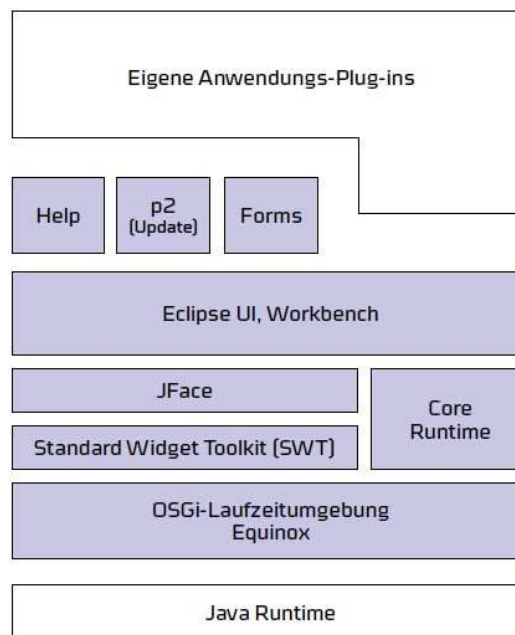 Eigene Anwendungs-Plug-ins
Help
p2
(Update)
Forms
Eclipse UI, Workbench
JFace
Core
Runtime
Standard Widget Toolkit (SWT)
OSGi-Laufzeitumgebung
Equinox
Java Runtime